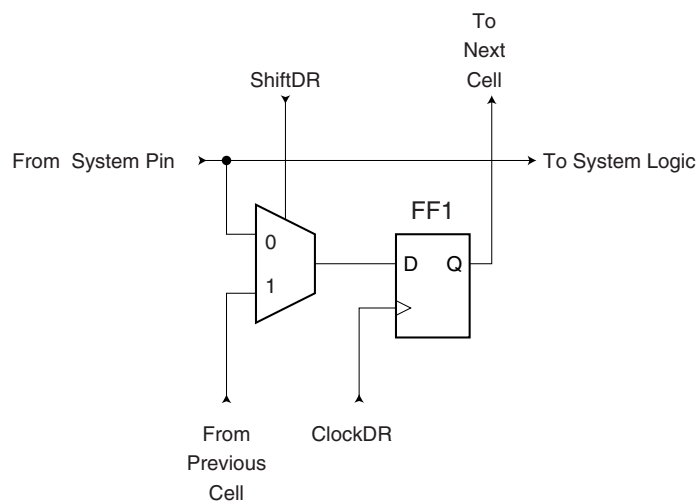 To
Next
Cell
ShiftDR
From System Pin
To System Logic
FF1
0
D Q
1
From
Previous
Cell
ClockDR